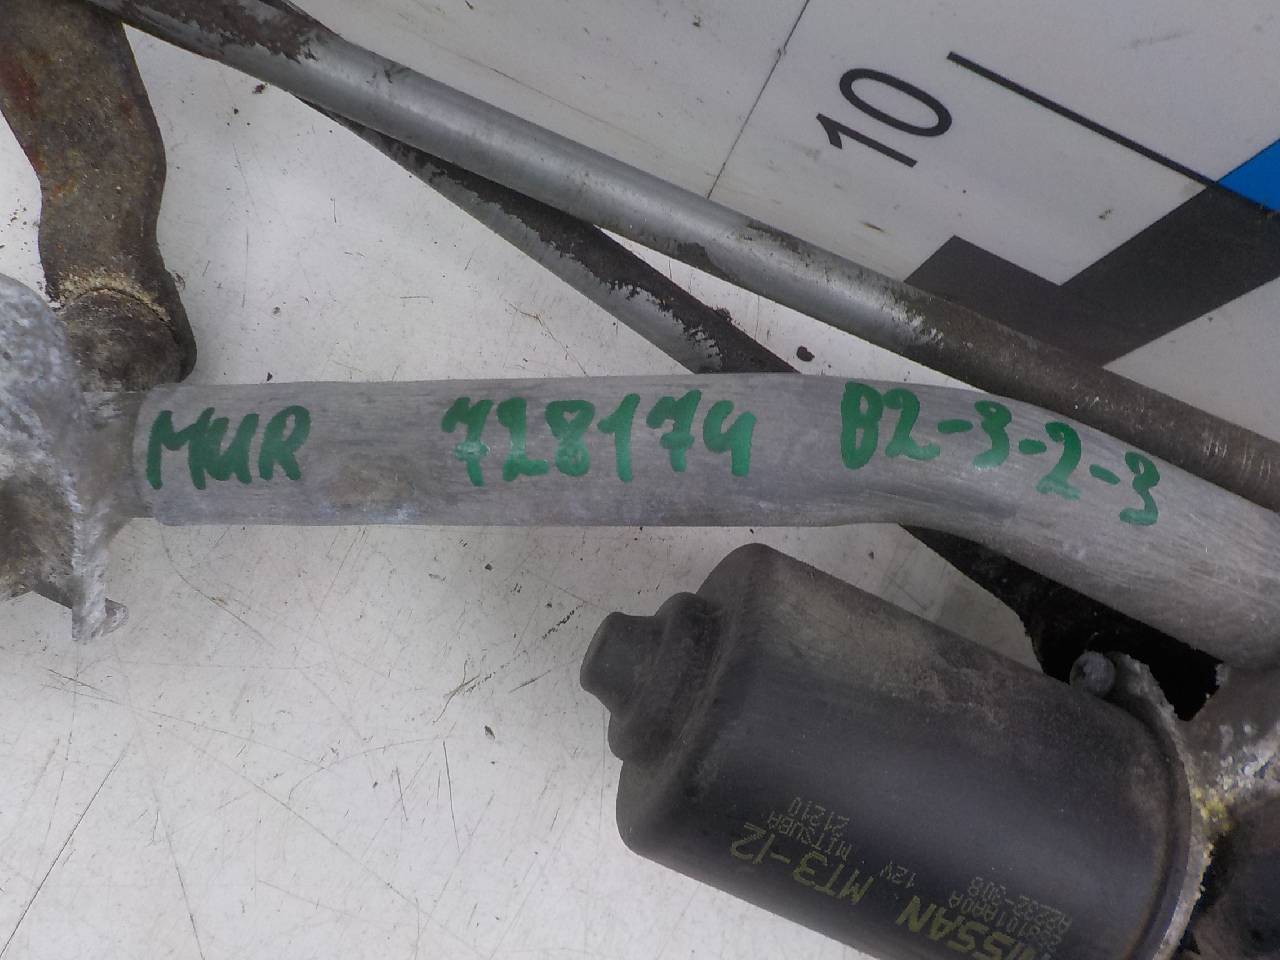 10
MUR 728174 B2-3-2-3
NISSAN MT3-12
12V MITSUBA
21210